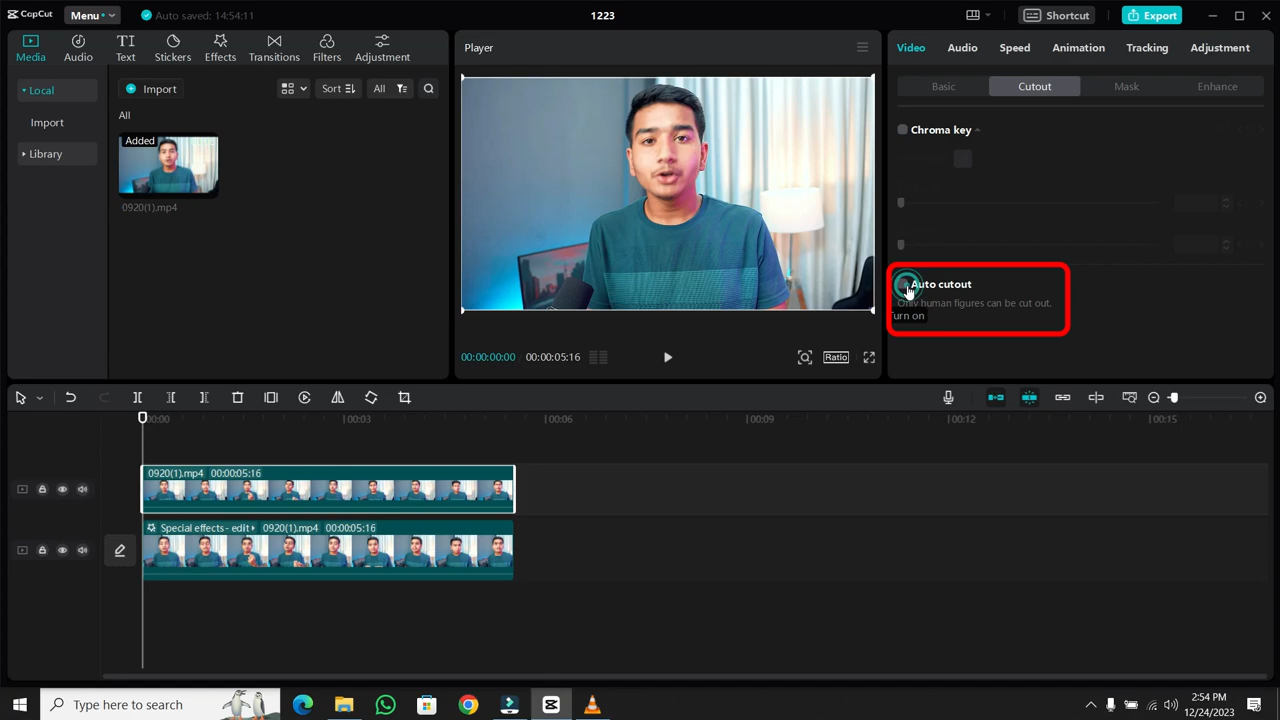 CapCut
Menu
Auto saved: 14:54:11
1223
Shortcut
Export
Media
Audio
Text
Stickers
Effects
Transitions
Filters
Adjustment
Local
Import
Library
Import
Sort
All
All
Added
0920(1).mp4
Player
00:00:00:00
00:00:05:16
Ratio
Video
Audio
Speed
Animation
Tracking
Adjustment
Basic
Cutout
Mask
Enhance
Chroma key
Auto cutout
Only human figures can be cut out.
Turn on
00:00
00:03
00:06
00:09
00:12
00:15
0920(1).mp4 00:00:05:16
Special effects - edit 0920(1).mp4 00:00:05:16
Type here to search
2:54 PM
12/24/2023